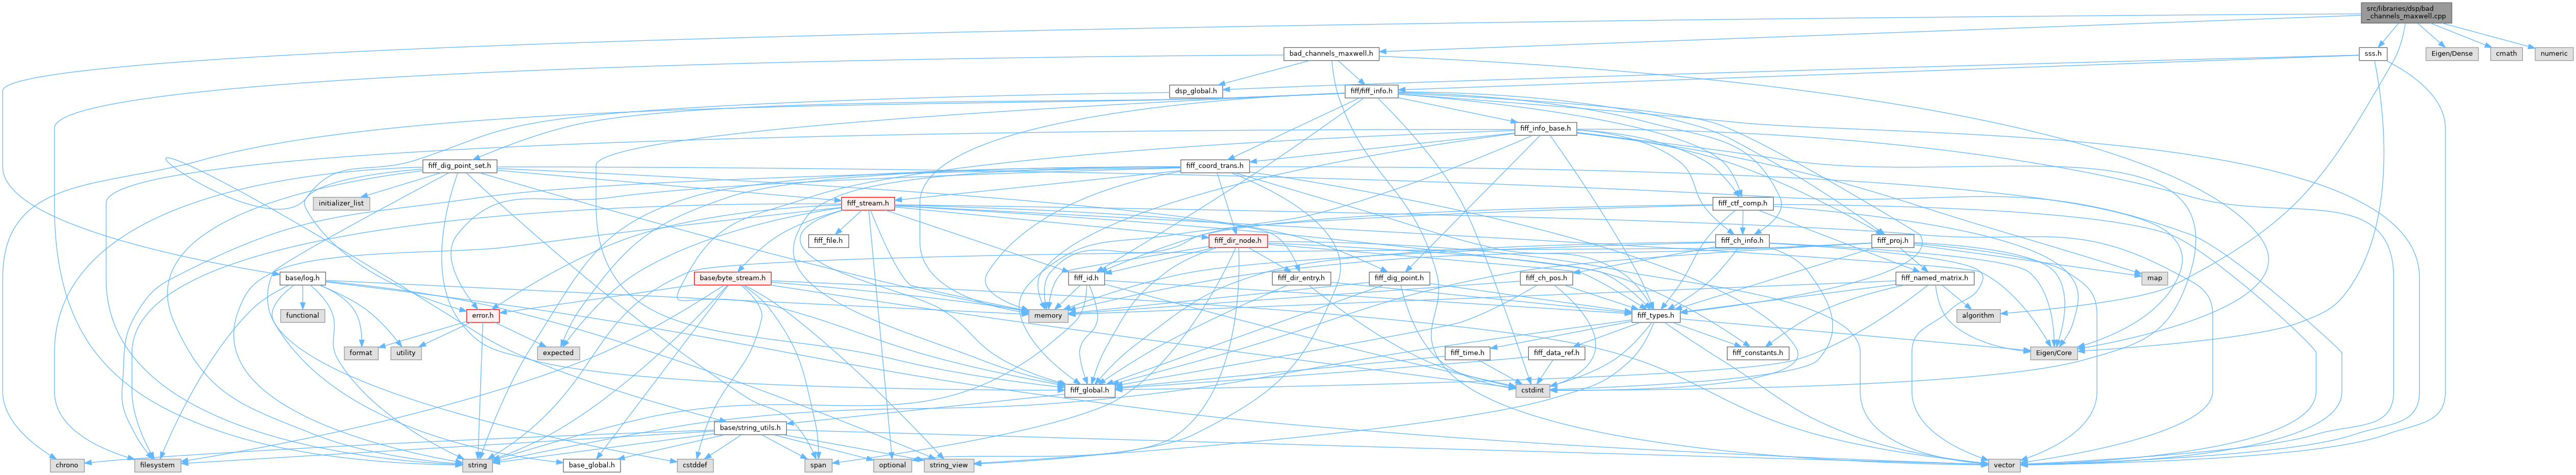 src/libraries/dsp/bad
_channels_maxwell.cpp
bad_channels_maxwell.h
sss.h
Eigen/Dense
cmath
numeric
dsp_global.h
fiff/fiff_info.h
fiff_info_base.h
fiff_dig_point_set.h
fiff_coord_trans.h
initializer_list
fiff_stream.h
fiff_ctf_comp.h
fiff_file.h
fiff_dir_node.h
fiff_ch_info.h
fiff_proj.h
base/log.h
base/byte_stream.h
fiff_id.h
fiff_dir_entry.h
fiff_dig_point.h
fiff_ch_pos.h
fiff_named_matrix.h
map
functional
error.h
memory
fiff_types.h
algorithm
format
utility
expected
fiff_time.h
fiff_data_ref.h
fiff_constants.h
Eigen/Core
fiff_global.h
cstdint
base/string_utils.h
chrono
filesystem
string
base_global.h
cstddef
span
optional
string_view
vector